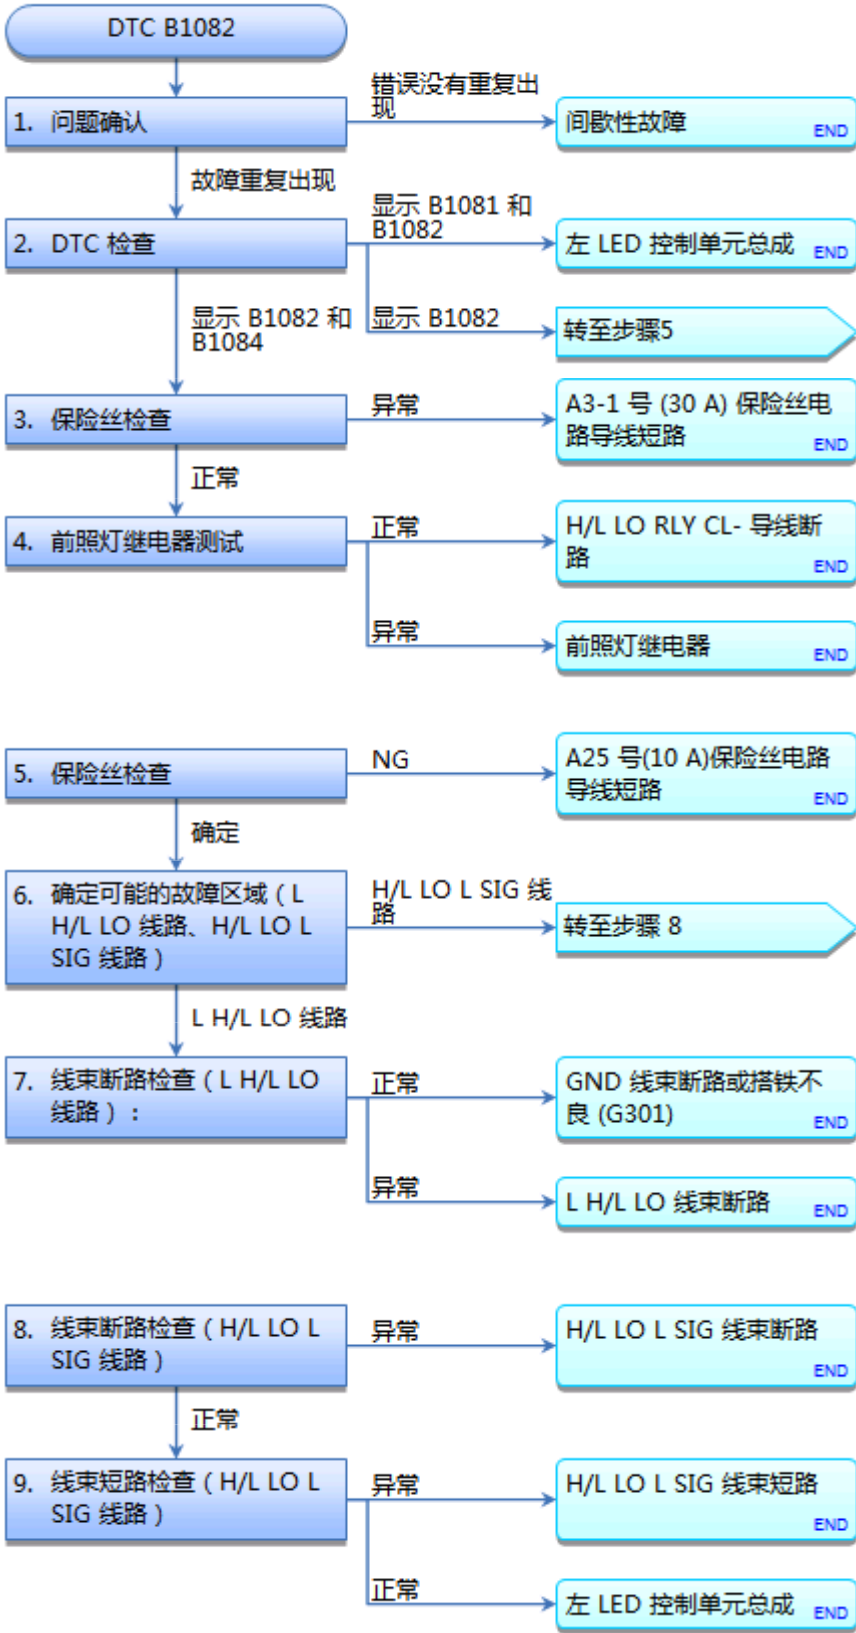 DTC B1082
错误没有重复出
现
1. 问题确认
间歇性故障
END
故障重复出现
显示 B1081 和
B1082
2. DTC 检查
左 LED 控制单元总成
END
显示 B1082 和
B1084
显示 B1082
转至步骤5
3. 保险丝检查
异常
A3-1 号 (30 A) 保险丝电
路导线短路
END
正常
4. 前照灯继电器测试
正常
H/L LO RLY CL- 导线断
路
END
异常
前照灯继电器
END
5. 保险丝检查
NG
A25 号(10 A)保险丝电路
导线短路
END
确定
6. 确定可能的故障区域（L
H/L LO 线路、H/L LO L
SIG 线路）
H/L LO L SIG 线
路
转至步骤 8
L H/L LO 线路
7. 线束断路检查（L H/L LO
线路）：
正常
GND 线束断路或搭铁不
良 (G301)
END
异常
L H/L LO 线束断路
END
8. 线束断路检查（H/L LO L
SIG 线路）
异常
H/L LO L SIG 线束断路
END
正常
9. 线束短路检查（H/L LO L
SIG 线路）
异常
H/L LO L SIG 线束短路
END
正常
左 LED 控制单元总成
END